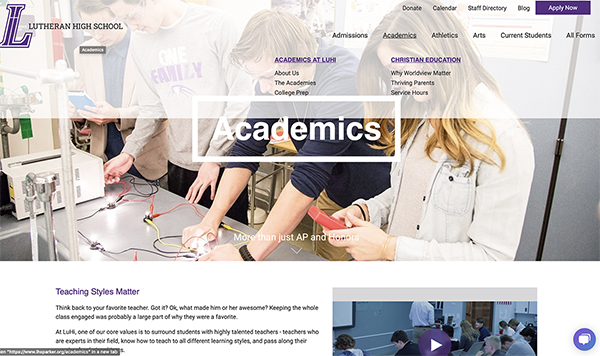 Donate Calendar Staff Directory Blog Apply Now
L LUTHERAN HIGH SCHOOL
Admissions Academics Athletics Arts Current Students All Forms
Academics
ACADEMICS AT LUHI CHRISTIAN EDUCATION
About Us Why Worldview Matter
The Academies Thriving Parents
College Prep Service Hours
ONE
FAMILY
Academics
More than just AP and Honors
Teaching Styles Matter
Think back to your favorite teacher. Got it? Ok, what made him or her awesome? Keeping the whole
class engaged was probably a large part of why they were a favorite.
At LuHi, one of our core values is to surround students with highly talented teachers - teachers who
are experts in their field, know how to teach to all different learning styles, and pass along their
en "https://www.theparker.org/academics" in a new tab